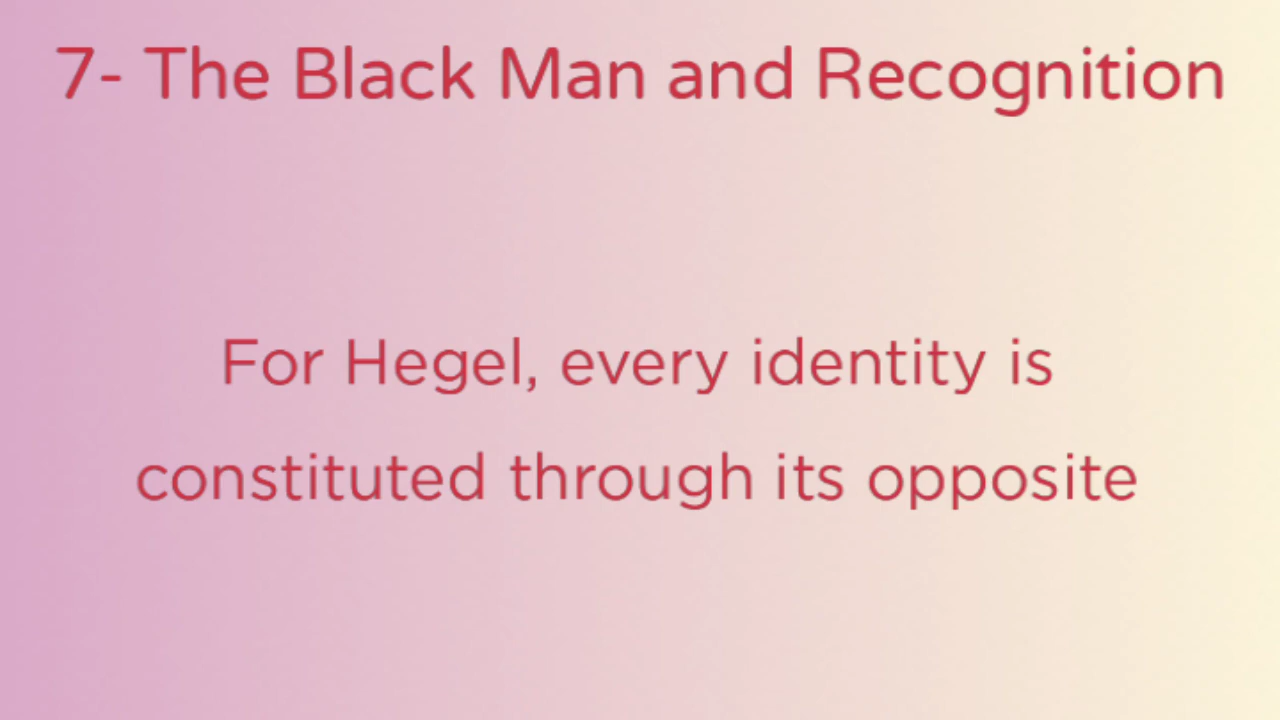 7- The Black Man and Recognition
For Hegel, every identity is
constituted through its opposite